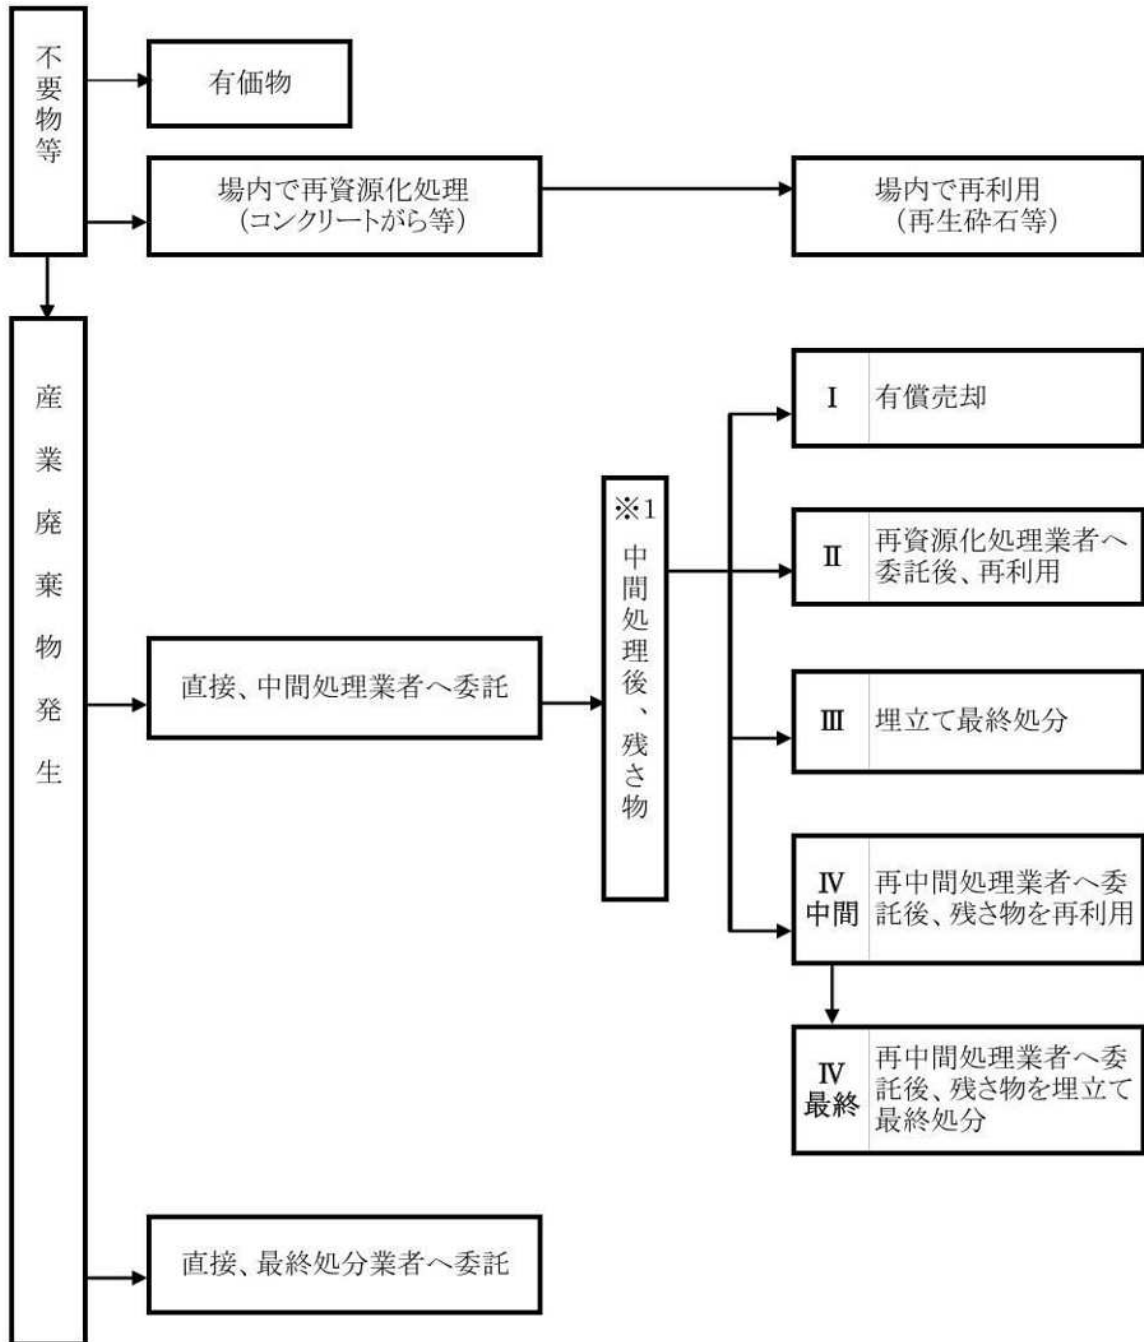 不要物等
有価物
場内で再資源化処理
(コンクリートがら等)
場内で再利用
(再生砕石等)
産業廃棄物発生
直接、中間処理業者へ委託
※1
中間処理後、残さ物
Ⅰ
有償売却
Ⅱ
再資源化処理業者へ
委託後、再利用
Ⅲ
埋立て最終処分
Ⅳ
中間
再中間処理業者へ委
託後、残さ物を再利用
Ⅳ
最終
再中間処理業者へ委
託後、残さ物を埋立て
最終処分
直接、最終処分業者へ委託